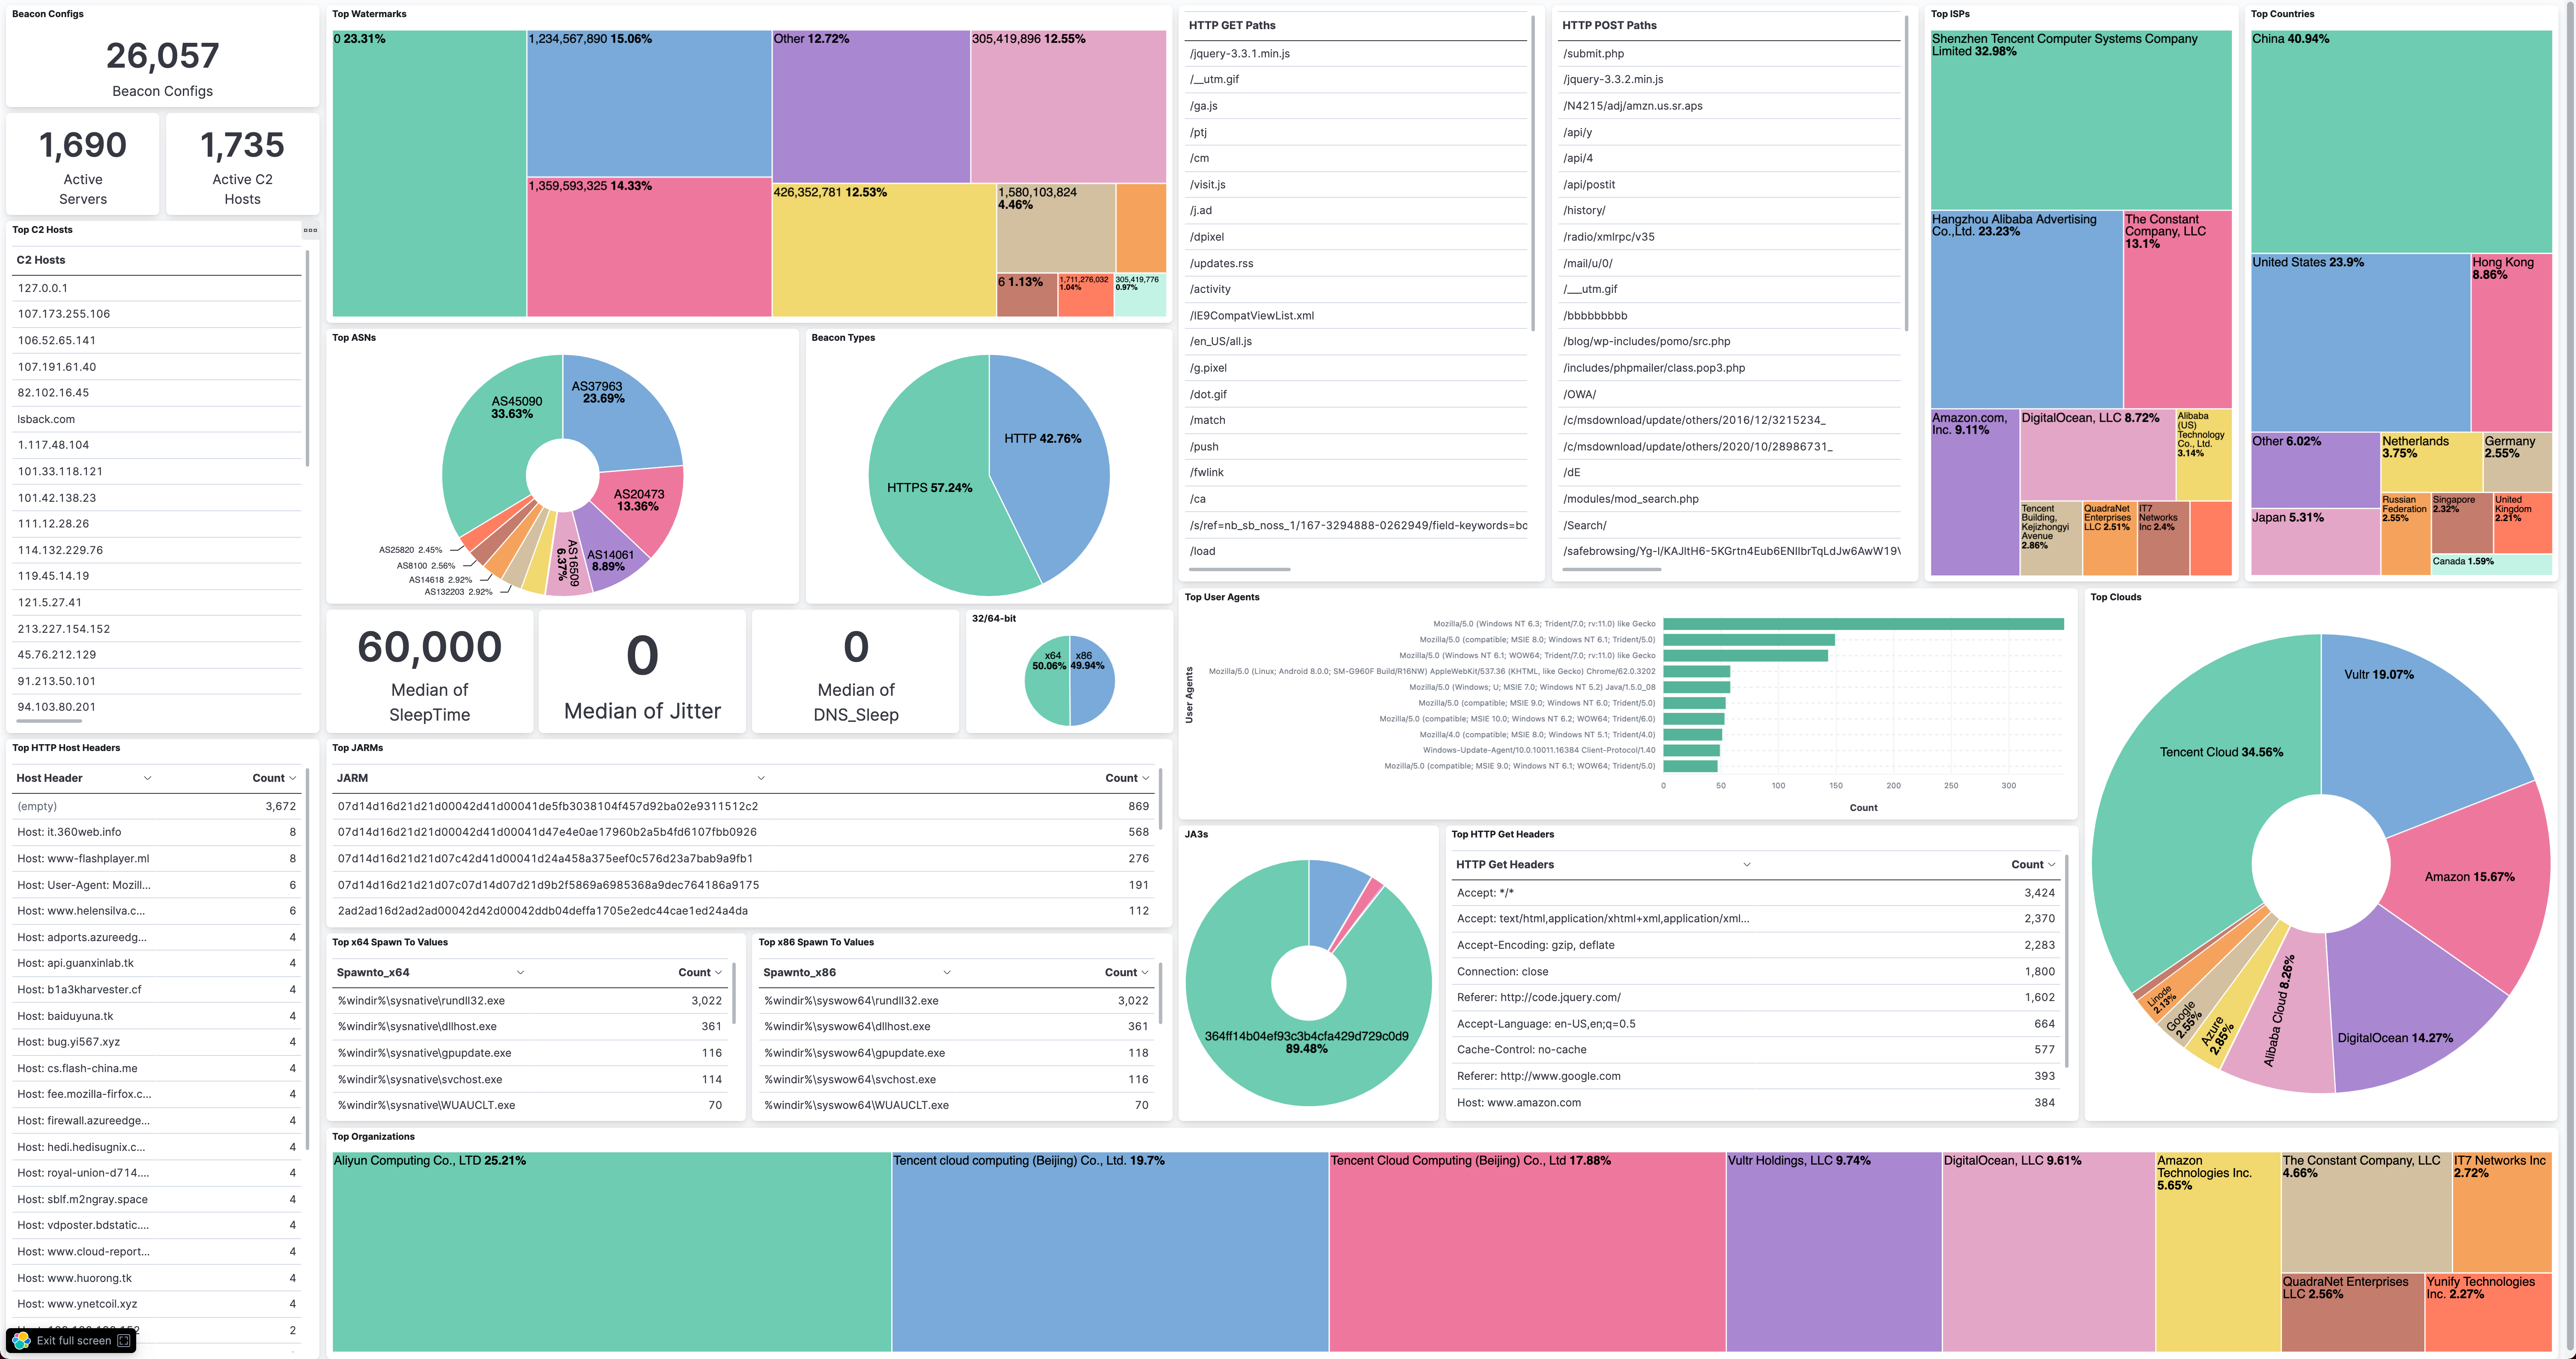 Beacon Configs
26,057
Beacon Configs
1,690
Active
Servers
1,735
Active C2
Hosts
Top C2 Hosts
C2 Hosts
127.0.0.1
107.173.255.106
106.52.65.141
107.191.61.40
82.102.16.45
lsback.com
1.117.48.104
101.33.118.121
101.42.138.23
111.12.28.26
114.132.229.76
119.45.14.19
121.5.27.41
213.227.154.152
45.76.212.129
91.213.50.101
94.103.80.201
Top HTTP Host Headers
Host Header Count
(empty) 3,672
Host: it.360web.info 8
Host: www-flashplayer.ml 8
Host: User-Agent: Mozill... 6
Host: www.helensilva.c... 6
Host: adports.azureedg... 4
Host: api.guanxinlab.tk 4
Host: b1a3kharvester.cf 4
Host: baiduyuna.tk 4
Host: bug.yi567.xyz 4
Host: cs.flash-china.me 4
Host: fee.mozilla-firfox.c... 4
Host: firewall.azureedge... 4
Host: hedi.hedisugnix.c... 4
Host: royal-union-d714.... 4
Host: sblf.m2ngray.space 4
Host: vdposter.bdstatic.... 4
Host: www.cloud-report... 4
Host: www.huorong.tk 4
Host: www.ynetcoil.xyz 4
2
Exit full screen
Top Watermarks
0 23.31%
1,234,567,890 15.06%
Other 12.72%
305,419,896 12.55%
1,359,593,325 14.33%
426,352,781 12.53%
1,580,103,824
4.46%
6 1.13%
1,711,276,032
1.04%
305,419,776
0.97%
Top ASNs
AS45090
33.63%
AS37963
23.69%
AS20473
13.36%
AS14061
8.89%
AS16509
6.37%
AS25820 2.45%
AS8100 2.56%
AS14618 2.92%
AS132203 2.92%
Beacon Types
HTTP 42.76%
HTTPS 57.24%
60,000
Median of
SleepTime
0
Median of Jitter
0
Median of
DNS_Sleep
32/64-bit
x64
50.06%
x86
49.94%
Top JARMs
JARM Count
07d14d16d21d21d00042d41d00041de5fb3038104f457d92ba02e9311512c2 869
07d14d16d21d21d00042d41d00041d47e4e0ae17960b2a5b4fd6107fbb0926 568
07d14d16d21d21d07c42d41d00041d24a458a375eef0c576d23a7bab9a9fb1 276
07d14d16d21d21d07c07d14d07d21d9b2f5869a6985368a9dec764186a9175 191
2ad2ad16d2ad2ad00042d42d00042ddb04deffa1705e2edc44cae1ed24a4da 112
Top x64 Spawn To Values
Spawnto_x64 Count
%windir%\sysnative\rundll32.exe 3,022
%windir%\sysnative\dllhost.exe 361
%windir%\sysnative\gpupdate.exe 116
%windir%\sysnative\svchost.exe 114
%windir%\sysnative\WUAUCLT.exe 70
Top x86 Spawn To Values
Spawnto_x86 Count
%windir%\syswow64\rundll32.exe 3,022
%windir%\syswow64\dllhost.exe 361
%windir%\syswow64\gpupdate.exe 118
%windir%\syswow64\svchost.exe 116
%windir%\syswow64\WUAUCLT.exe 70
HTTP GET Paths
/jquery-3.3.1.min.js
/__utm.gif
/ga.js
/ptj
/cm
/visit.js
/j.ad
/dpixel
/updates.rss
/activity
/IE9CompatViewList.xml
/en_US/all.js
/g.pixel
/dot.gif
/match
/push
/fwlink
/ca
/s/ref=nb_sb_noss_1/167-3294888-0262949/field-keywords=bo
/load
HTTP POST Paths
/submit.php
/jquery-3.3.2.min.js
/N4215/adj/amzn.us.sr.aps
/api/y
/api/4
/api/postit
/history/
/radio/xmlrpc/v35
/mail/u/0/
/___utm.gif
/bbbbbbbbb
/blog/wp-includes/pomo/src.php
/includes/phpmailer/class.pop3.php
/OWA/
/c/msdownload/update/others/2016/12/3215234_
/c/msdownload/update/others/2020/10/28986731_
/dE
/modules/mod_search.php
/Search/
/safebrowsing/Yg-I/KAJltH6-5KGrtn4Eub6ENIlbrTqLdJw6AwW19\
Top ISPs
Shenzhen Tencent Computer Systems Company
Limited 32.98%
Hangzhou Alibaba Advertising
Co.,Ltd. 23.23%
The Constant
Company, LLC
13.1%
Amazon.com,
Inc. 9.11%
DigitalOcean, LLC 8.72%
Alibaba
(US)
Technology
Co., Ltd.
3.14%
Tencent
Building,
Kejizhongyi
Avenue
2.86%
QuadraNet
Enterprises
LLC 2.51%
IT7
Networks
Inc 2.4%
Top Countries
China 40.94%
United States 23.9%
Hong Kong
8.86%
Other 6.02%
Netherlands
3.75%
Germany
2.55%
Japan 5.31%
Russian
Federation
2.55%
Singapore
2.32%
United
Kingdom
2.21%
Canada 1.59%
Top User Agents
User Agents
Mozilla/5.0 (Windows NT 6.3; Trident/7.0; rv:11.0) like Gecko
Mozilla/5.0 (compatible; MSIE 8.0; Windows NT 6.1; Trident/5.0)
Mozilla/5.0 (Windows NT 6.1; WOW64; Trident/7.0; rv:11.0) like Gecko
Mozilla/5.0 (Linux; Android 8.0.0; SM-G960F Build/R16NW) AppleWebKit/537.36 (KHTML, like Gecko) Chrome/62.0.3202
Mozilla/5.0 (Windows; U; MSIE 7.0; Windows NT 5.2) Java/1.5.0_08
Mozilla/5.0 (compatible; MSIE 9.0; Windows NT 6.0; Trident/5.0)
Mozilla/5.0 (compatible; MSIE 10.0; Windows NT 6.2; WOW64; Trident/6.0)
Mozilla/4.0 (compatible; MSIE 8.0; Windows NT 5.1; Trident/4.0)
Windows-Update-Agent/10.0.10011.16384 Client-Protocol/1.40
Mozilla/5.0 (compatible; MSIE 9.0; Windows NT 6.1; WOW64; Trident/5.0)
0 50 100 150 200 250 300
Count
JA3s
364ff14b04ef93c3b4cfa429d729c0d9
89.48%
Top HTTP Get Headers
HTTP Get Headers Count
Accept: */* 3,424
Accept: text/html,application/xhtml+xml,application/xml... 2,370
Accept-Encoding: gzip, deflate 2,283
Connection: close 1,800
Referer: http://code.jquery.com/ 1,602
Accept-Language: en-US,en;q=0.5 664
Cache-Control: no-cache 577
Referer: http://www.google.com 393
Host: www.amazon.com 384
Top Clouds
Vultr 19.07%
Tencent Cloud 34.56%
Amazon 15.67%
DigitalOcean 14.27%
Alibaba Cloud 8.26%
Azure
2.85%
Google
2.55%
Linode
2.13%
Top Organizations
Aliyun Computing Co., LTD 25.21%
Tencent cloud computing (Beijing) Co., Ltd. 19.7%
Tencent Cloud Computing (Beijing) Co., Ltd 17.88%
Vultr Holdings, LLC 9.74%
DigitalOcean, LLC 9.61%
Amazon
Technologies Inc.
5.65%
The Constant Company, LLC
4.66%
IT7 Networks Inc
2.72%
QuadraNet Enterprises
LLC 2.56%
Yunify Technologies
Inc. 2.27%